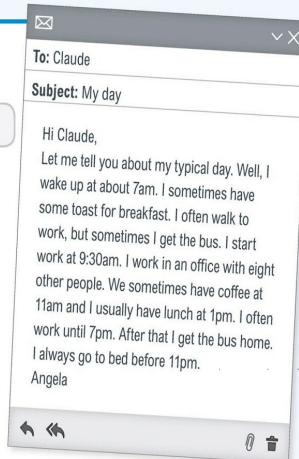 To: Claude
Subject: My day
Hi Claude,
Let me tell you about my typical day. Well, I
wake up at about 7am. I sometimes have
some toast for breakfast. I often walk to
work, but sometimes I get the bus. I start
work at 9:30am. I work in an office with eight
other people. We sometimes have coffee at
11am and I usually have lunch at 1pm. I often
work until 7pm. After that I get the bus home.
I always go to bed before 11pm.
Angela